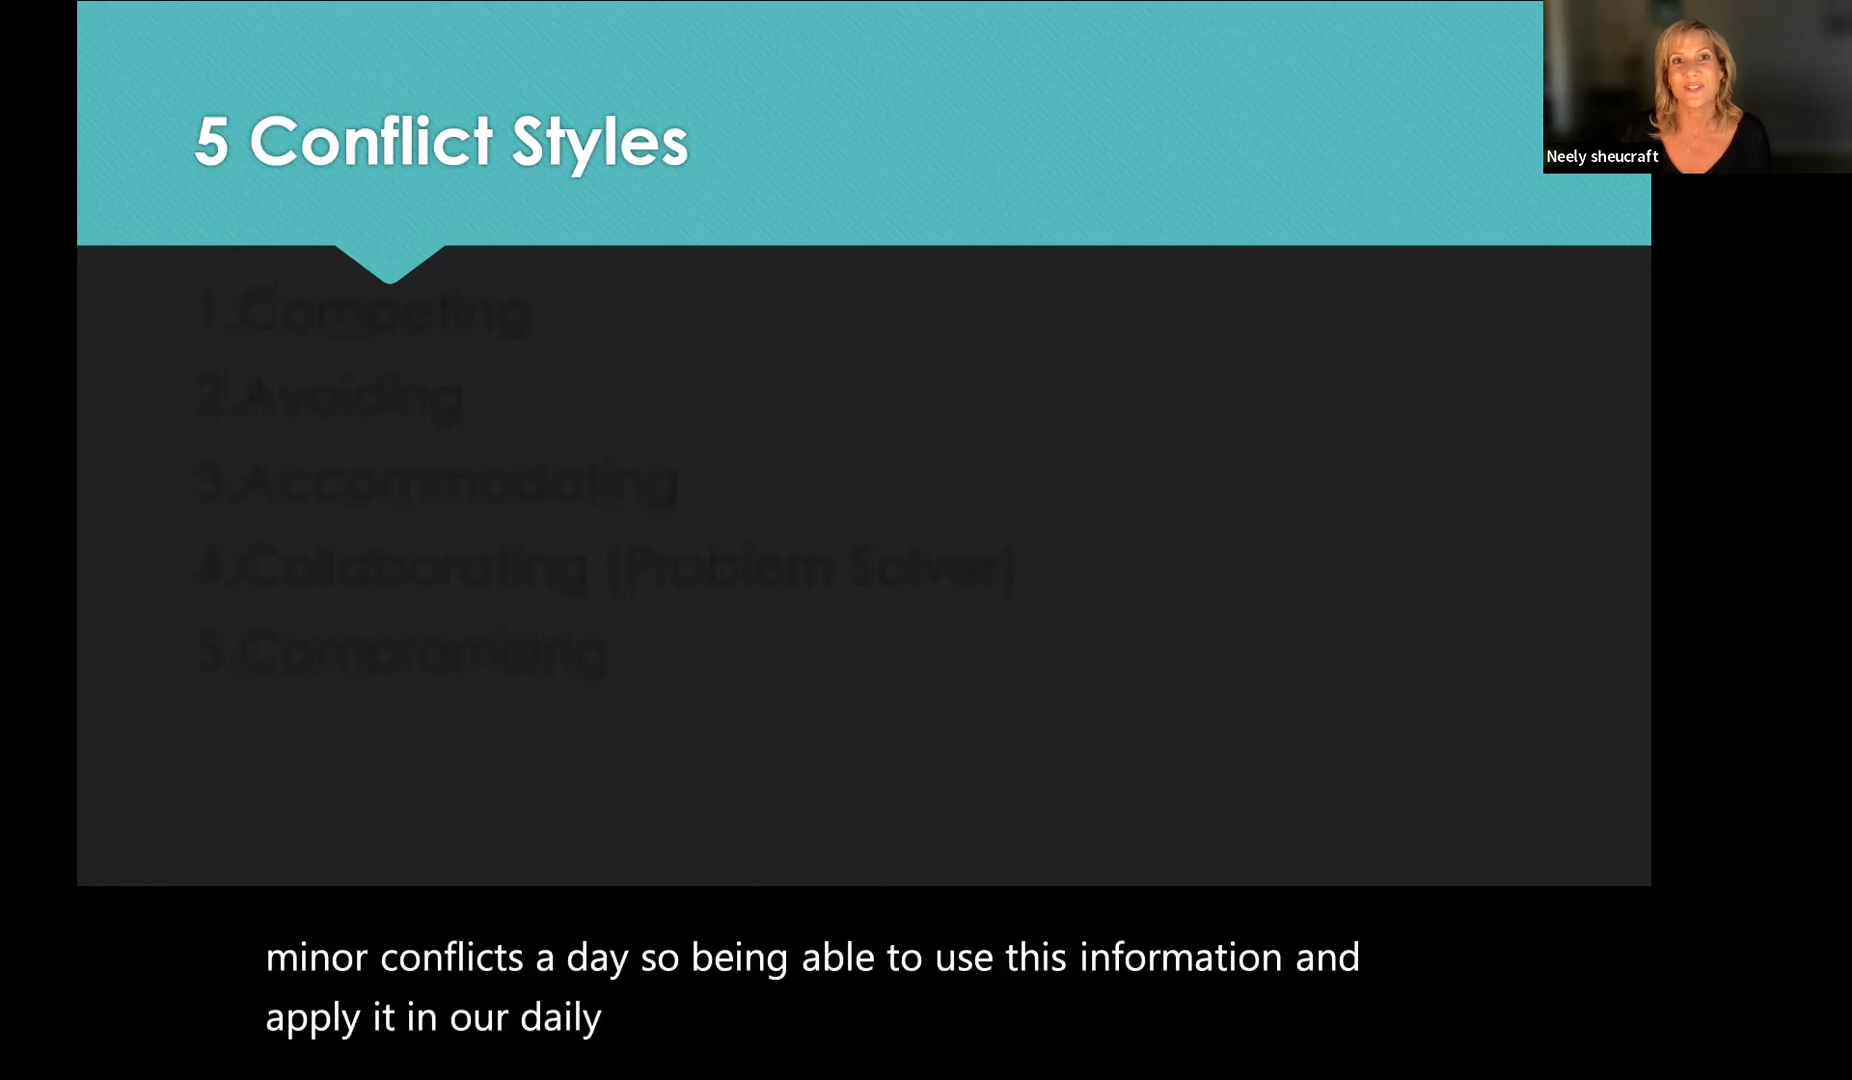 5 Conflict Styles
Neely sheucraft
1.Competing
2.Avoiding
3.Accommodating
4.Collaborating (Problem Solver)
5.Compromising
minor conflicts a day so being able to use this information and
apply it in our daily